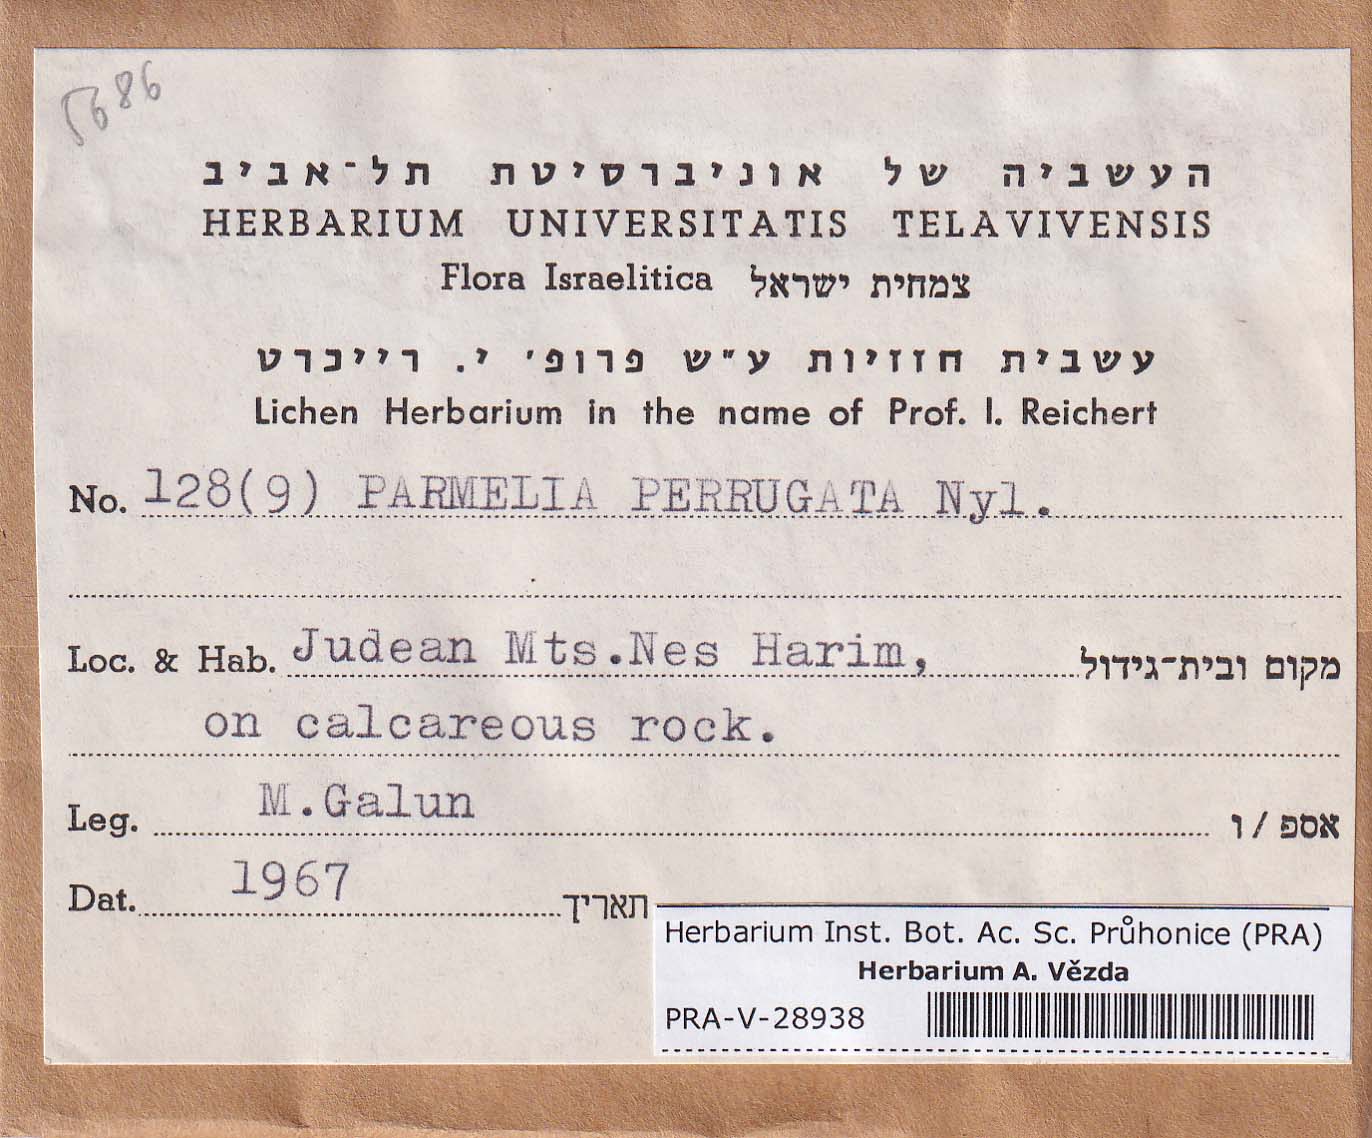 5686
העשביה של אוניברסיטת תל-אביב
HERBARIUM UNIVERSITATIS TELAVIVENSIS
Flora Israelitica צמחית ישראל
עשבית חזזיות ע"ש פרופ' י. רייכרט
Lichen Herbarium in the name of Prof. I. Reichert
No. 128(9) PARMELIA PERRUGATA Nyl.
Loc. & Hab. Judean Mts.Nes Harim, מקום ובית-גידול
on calcareous rock.
Leg. M.Galun אספ/ו
Dat. 1967 תאריך
Herbarium Inst. Bot. Ac. Sc. Průhonice (PRA)
Herbarium A. Vězda
PRA-V-28938